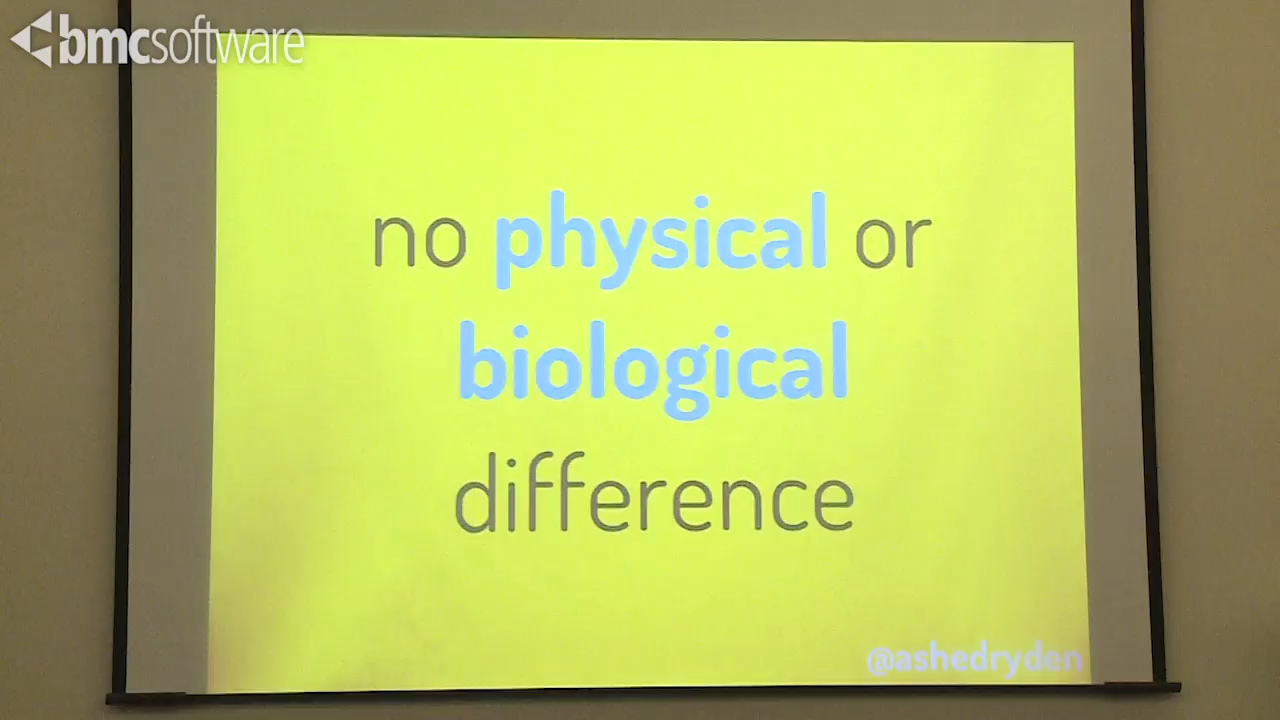 bmcsoftware
no physical or
biological
difference
@ashedryden